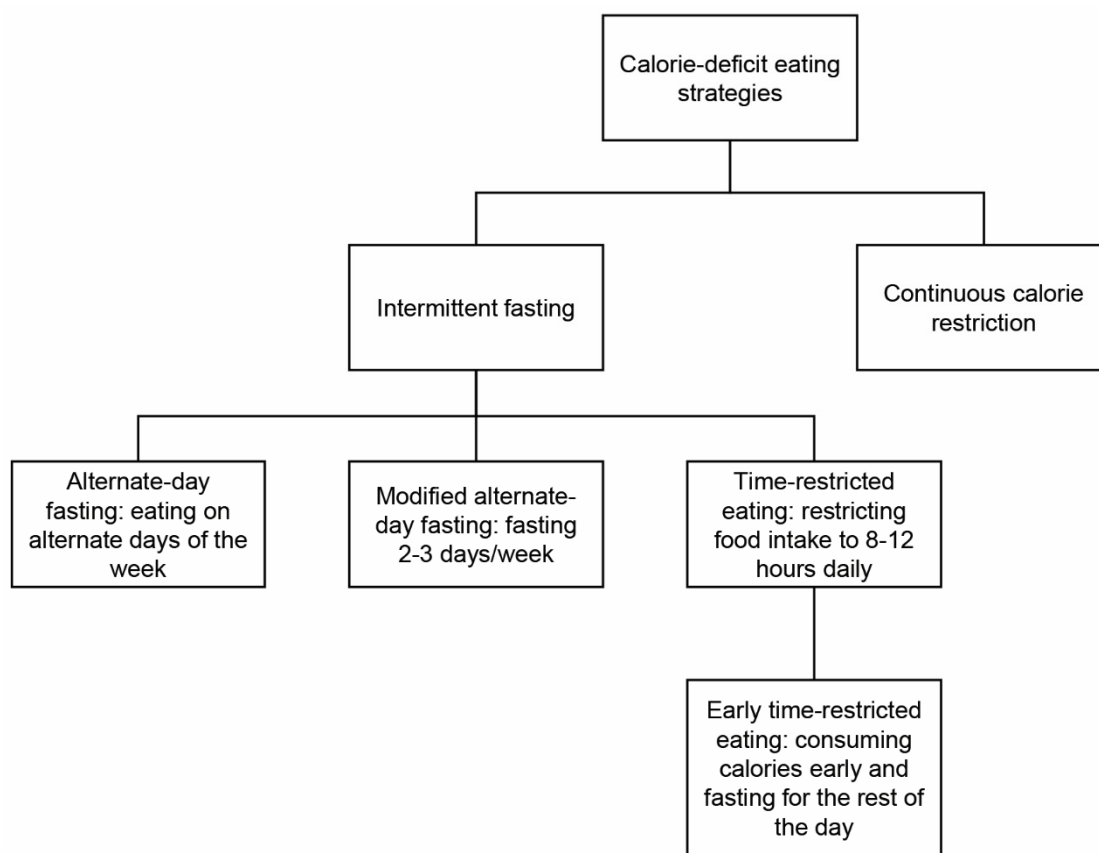 Calorie-deficit eating
strategies
Intermittent fasting
Continuous calorie
restriction
Alternate-day
fasting: eating on
alternate days of the
week
Modified alternate-
day fasting: fasting
2-3 days/week
Time-restricted
eating: restricting
food intake to 8-12
hours daily
Early time-restricted
eating: consuming
calories early and
fasting for the rest of
the day